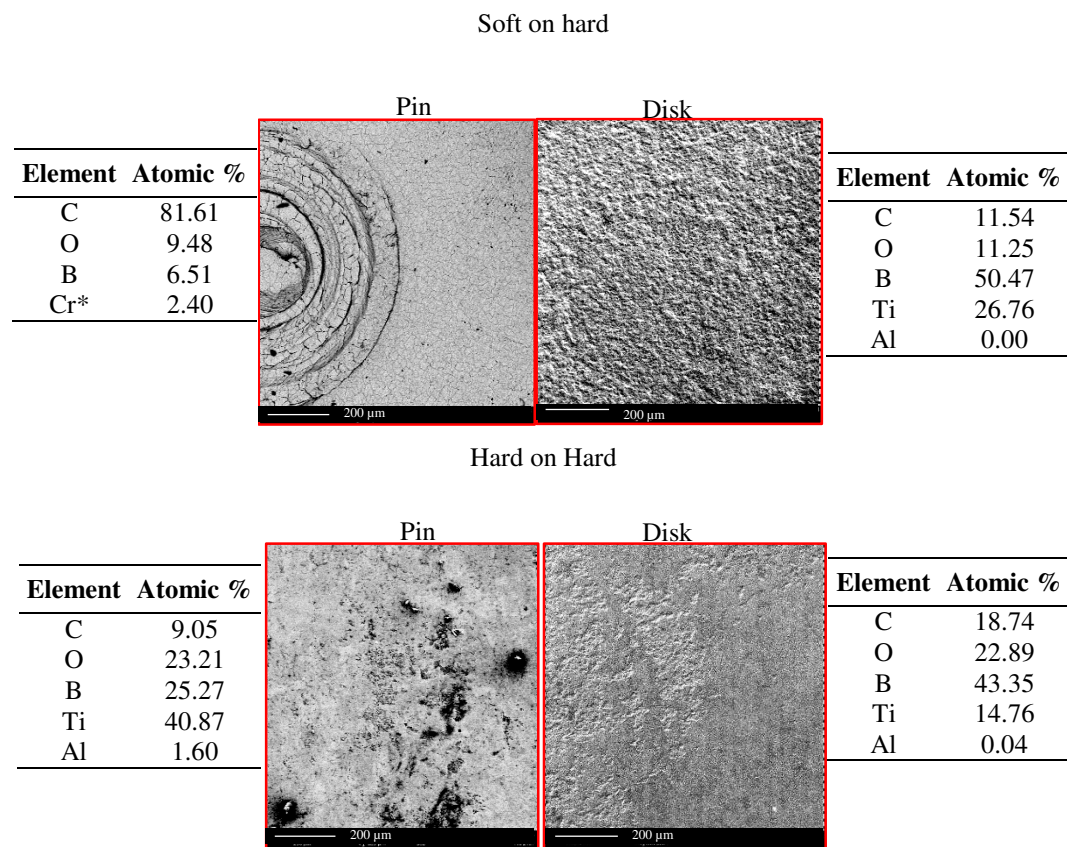 Soft on hard
Pin
Disk
Element Atomic %
C 81.61
O 9.48
B 6.51
Cr* 2.40
200 µm
200 µm
Element Atomic %
C 11.54
O 11.25
B 50.47
Ti 26.76
Al 0.00
Hard on Hard
Pin
Disk
Element Atomic %
C 9.05
O 23.21
B 25.27
Ti 40.87
Al 1.60
200 µm
200 µm
Element Atomic %
C 18.74
O 22.89
B 43.35
Ti 14.76
Al 0.04